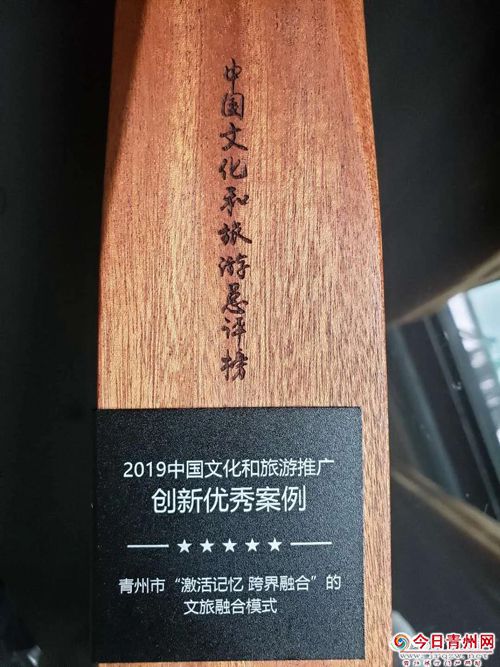 中国文化和旅游总评榜
2019中国文化和旅游推广
创新优秀案例
青州市“激活记忆 跨界融合”的
文旅融合模式
今日青州网